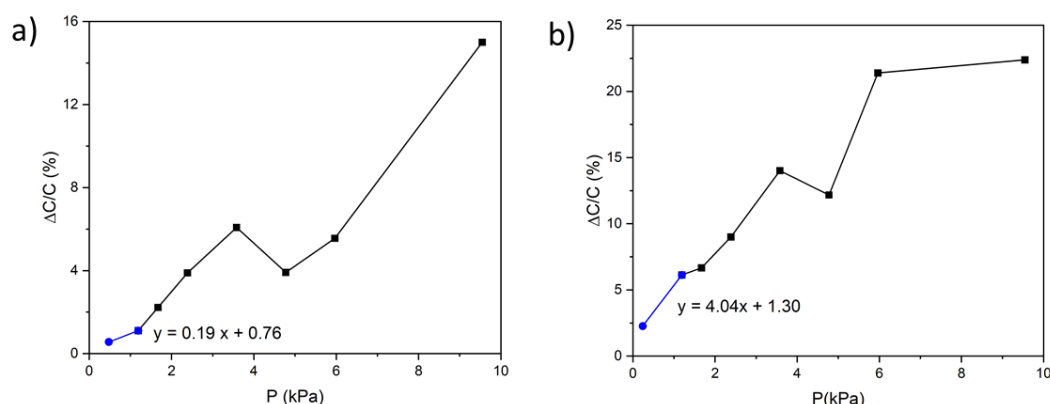 a)
16
12
8
4
0
ΔC/C (%)
y = 0.19 x + 0.76
0 2 4 6 8 10
P (kPa)
b)
25
20
15
10
5
0
ΔC/C (%)
y = 4.04x + 1.30
0 2 4 6 8 10
P(kPa)